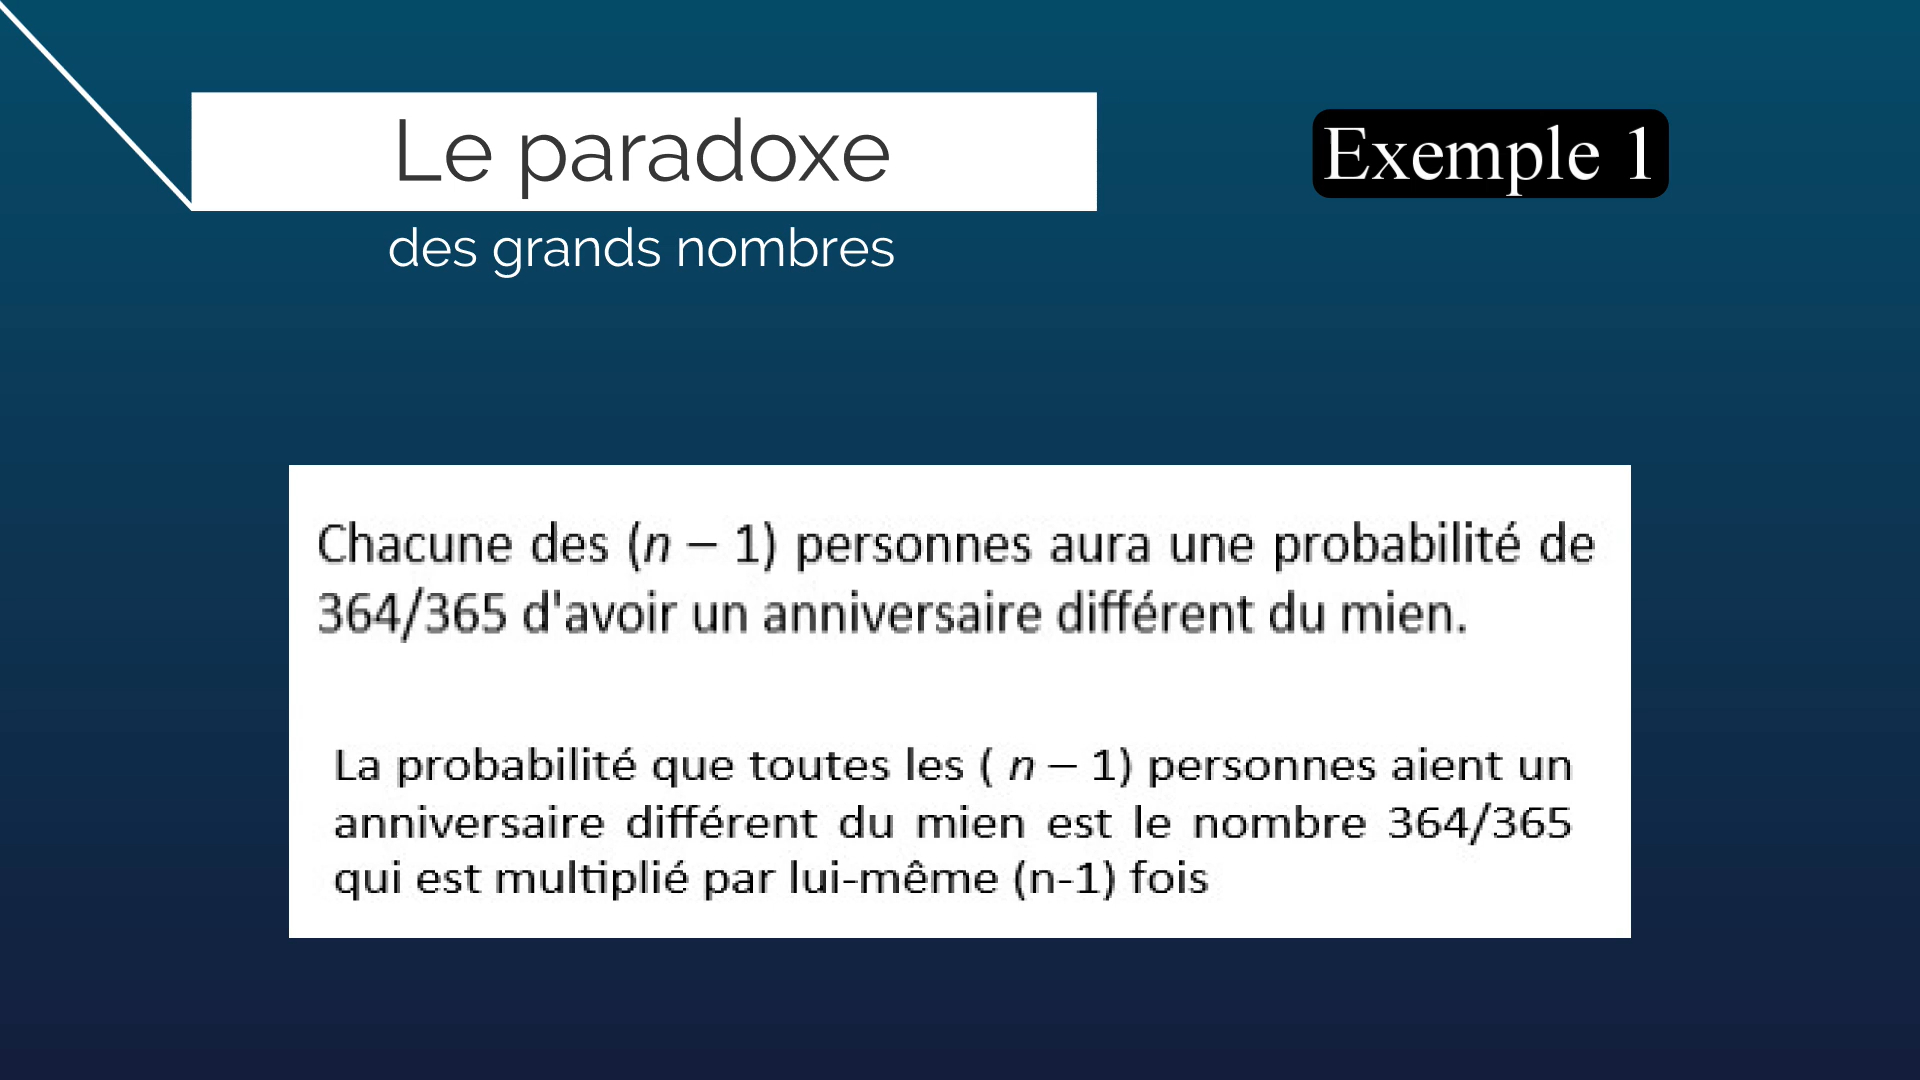 Le paradoxe
Exemple 1
des grands nombres
Chacune des (n – 1) personnes aura une probabilité de
364/365 d'avoir un anniversaire différent du mien.
La probabilité que toutes les ( n – 1) personnes aient un
anniversaire différent du mien est le nombre 364/365
qui est multiplié par lui-même (n-1) fois